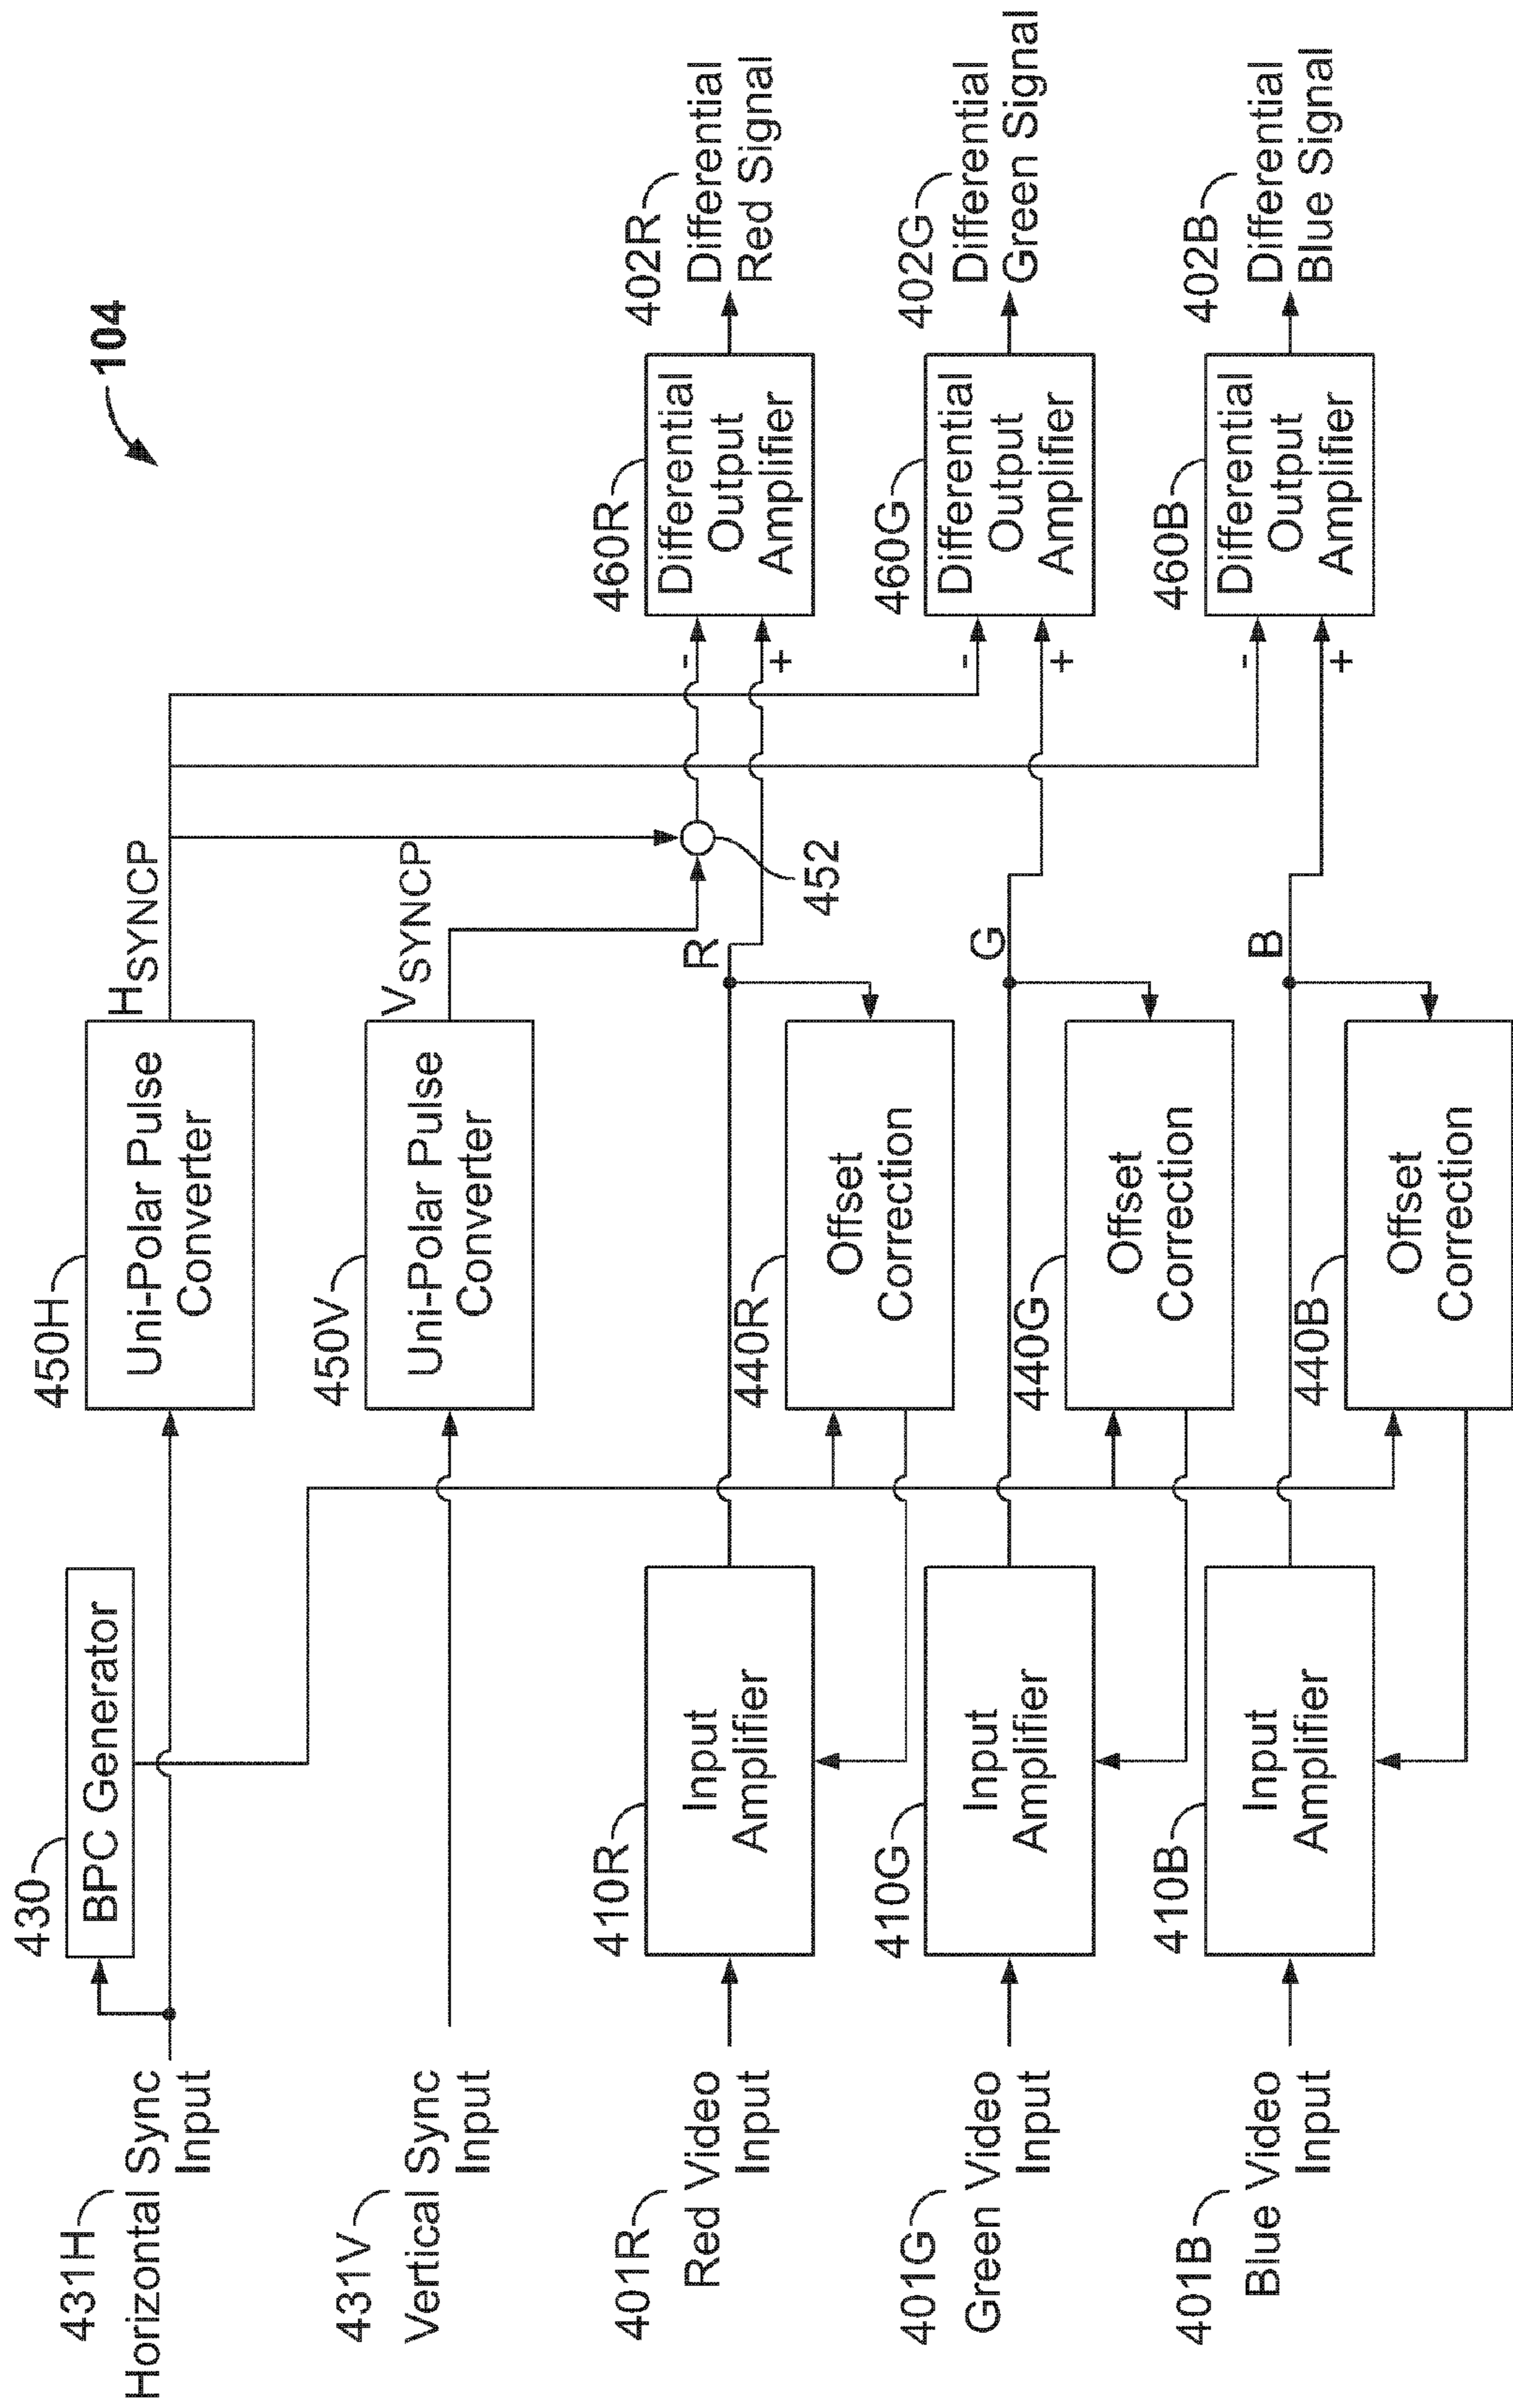 104
431H
Horizontal Sync
Input
430
BPC Generator
450H
Uni-Polar Pulse
Converter
HSYNCP
431V
Vertical Sync
Input
450V
Uni-Polar Pulse
Converter
VSYNCP
452
401R
Red Video
Input
410R
Input
Amplifier
440R
Offset
Correction
R
-
+
460R
Differential
Output
Amplifier
402R
Differential
Red Signal
401G
Green Video
Input
410G
Input
Amplifier
440G
Offset
Correction
G
-
+
460G
Differential
Output
Amplifier
402G
Differential
Green Signal
401B
Blue Video
Input
410B
Input
Amplifier
440B
Offset
Correction
B
-
+
460B
Differential
Output
Amplifier
402B
Differential
Blue Signal